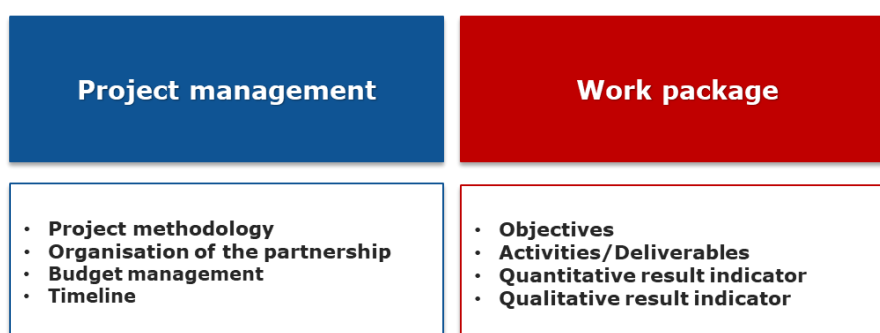 Project management
• Project methodology
• Organisation of the partnership
• Budget management
• Timeline
Work package
• Objectives
• Activities/Deliverables
• Quantitative result indicator
• Qualitative result indicator